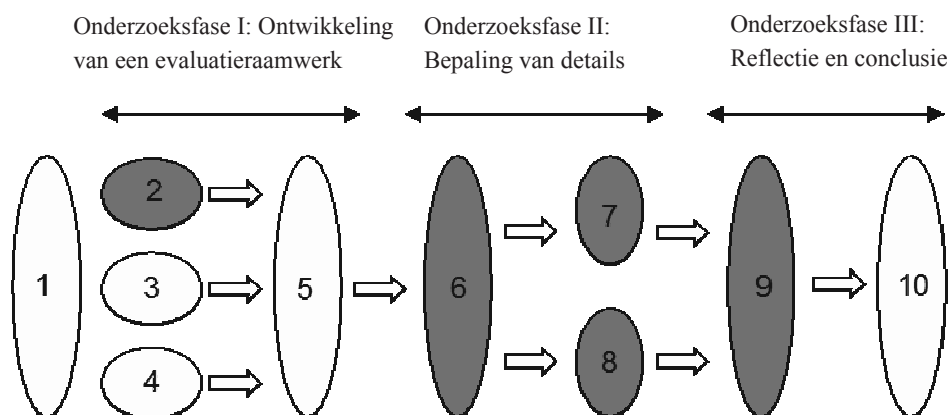 Onderzoeksfase I: Ontwikkeling
van een evaluatieraamwerk
Onderzoeksfase II:
Bepaling van details
Onderzoeksfase III:
Reflectie en conclusie
1
2
3
4
5
6
7
8
9
10